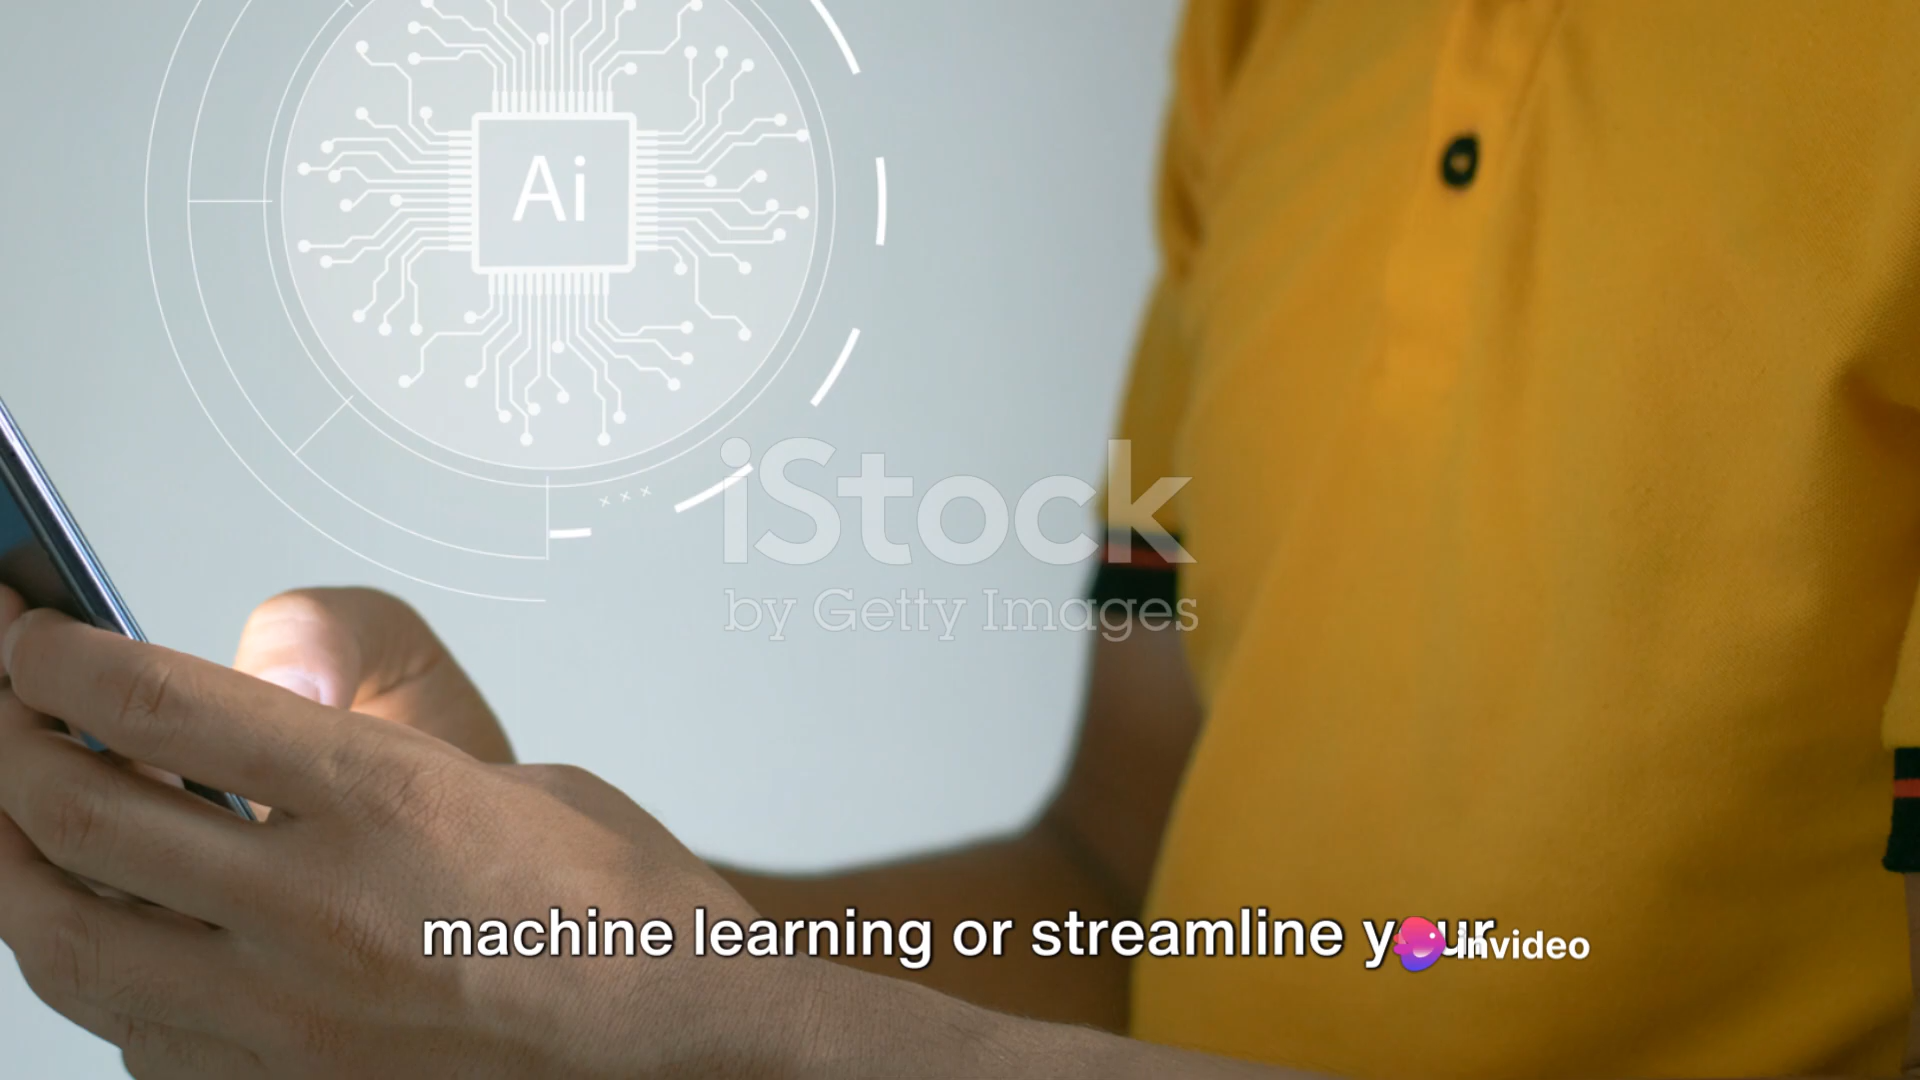 Ai
iStock
by Getty Images
machine learning or streamline your
invideo